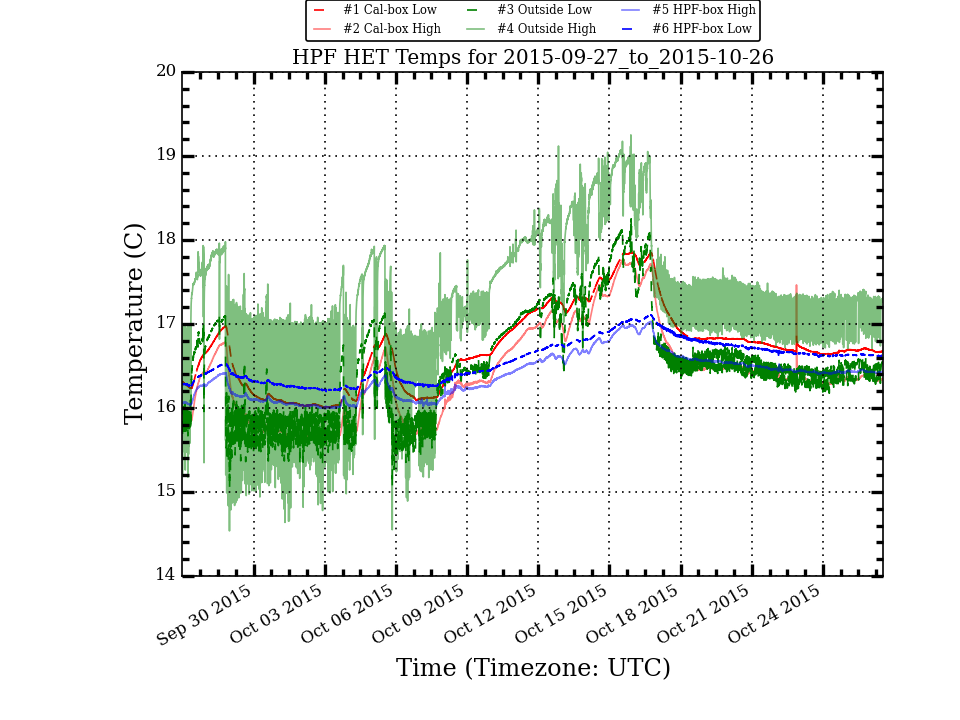 #1 Cal-box Low #3 Outside Low #5 HPF-box High
#2 Cal-box High #4 Outside High #6 HPF-box Low
HPF HET Temps for 2015-09-27_to_2015-10-26
20
19
18
17
16
15
14
Temperature (C)
Sep 30 2015
Oct 03 2015
Oct 06 2015
Oct 09 2015
Oct 12 2015
Oct 15 2015
Oct 18 2015
Oct 21 2015
Oct 24 2015
Time (Timezone: UTC)